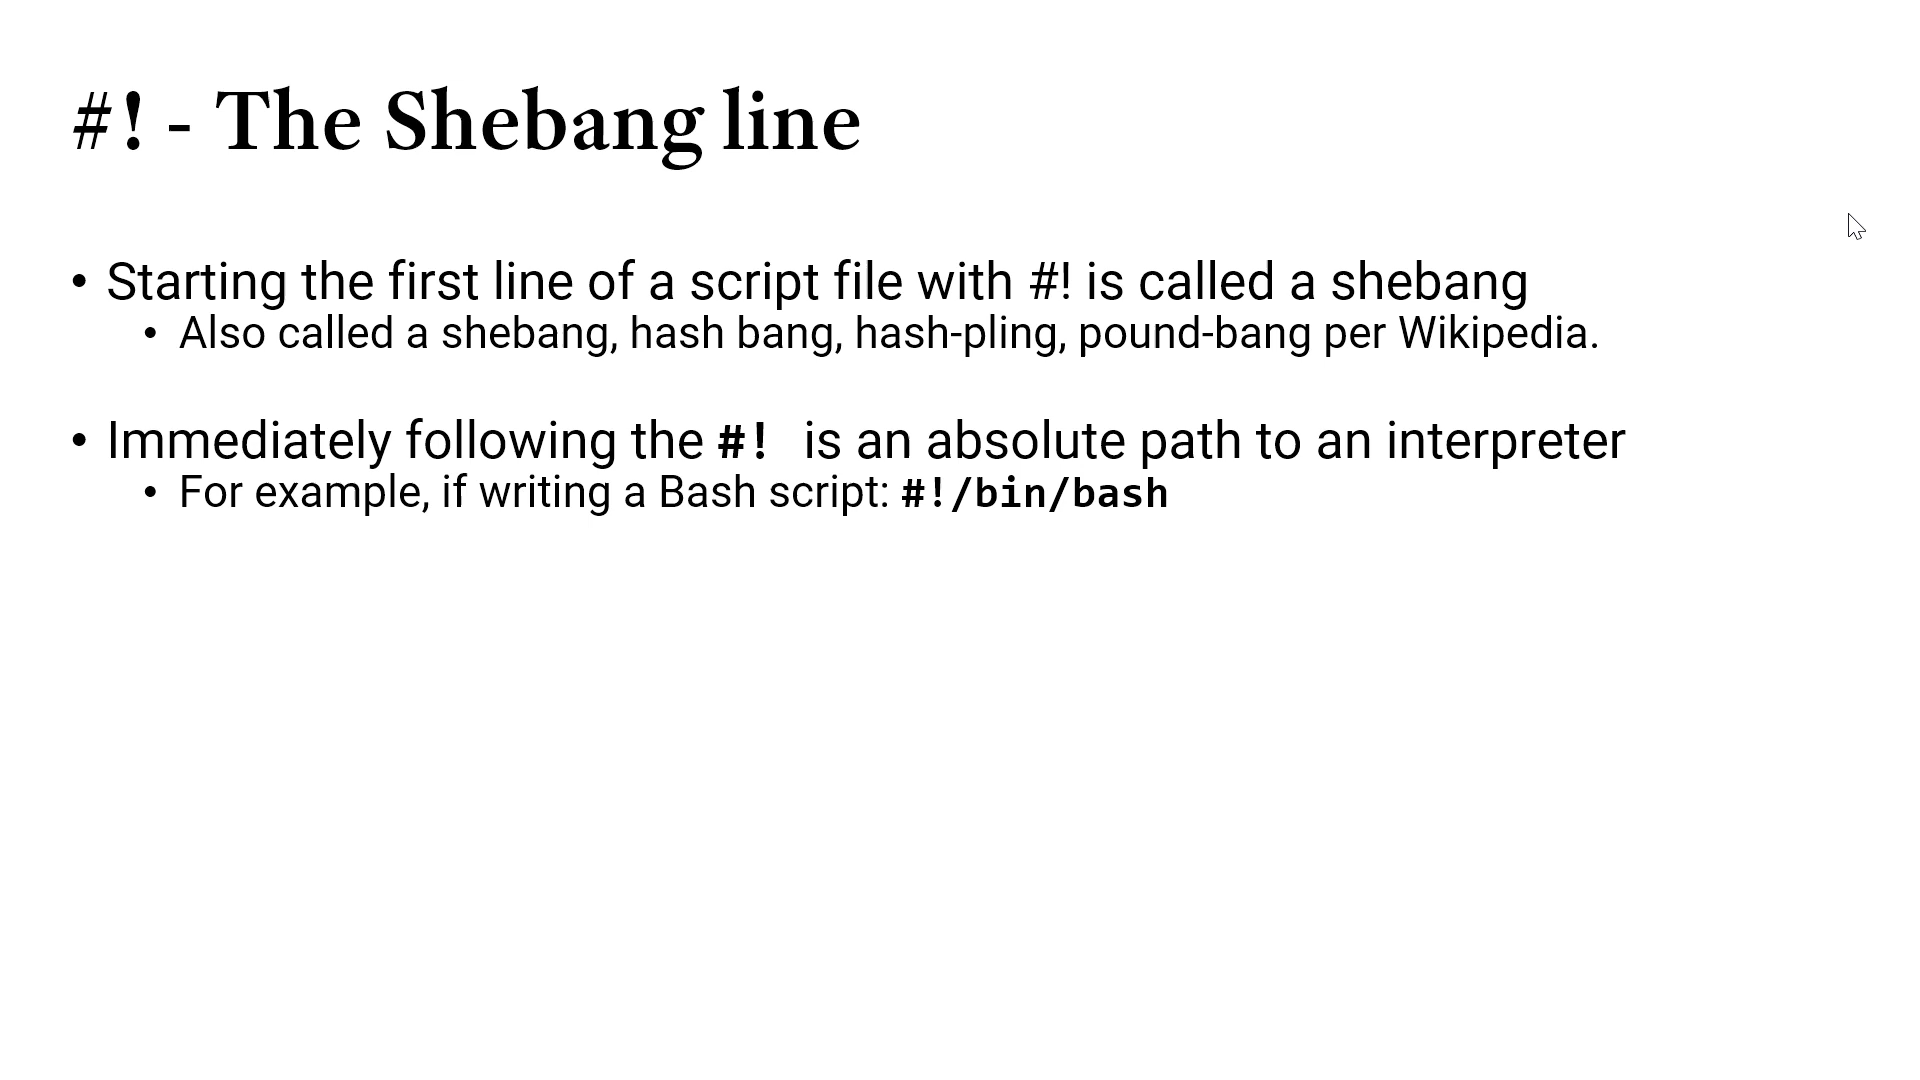 #! - The Shebang line
• Starting the first line of a script file with #! is called a shebang
• Also called a shebang, hash bang, hash-pling, pound-bang per Wikipedia.
• Immediately following the #! is an absolute path to an interpreter
• For example, if writing a Bash script: #!/bin/bash